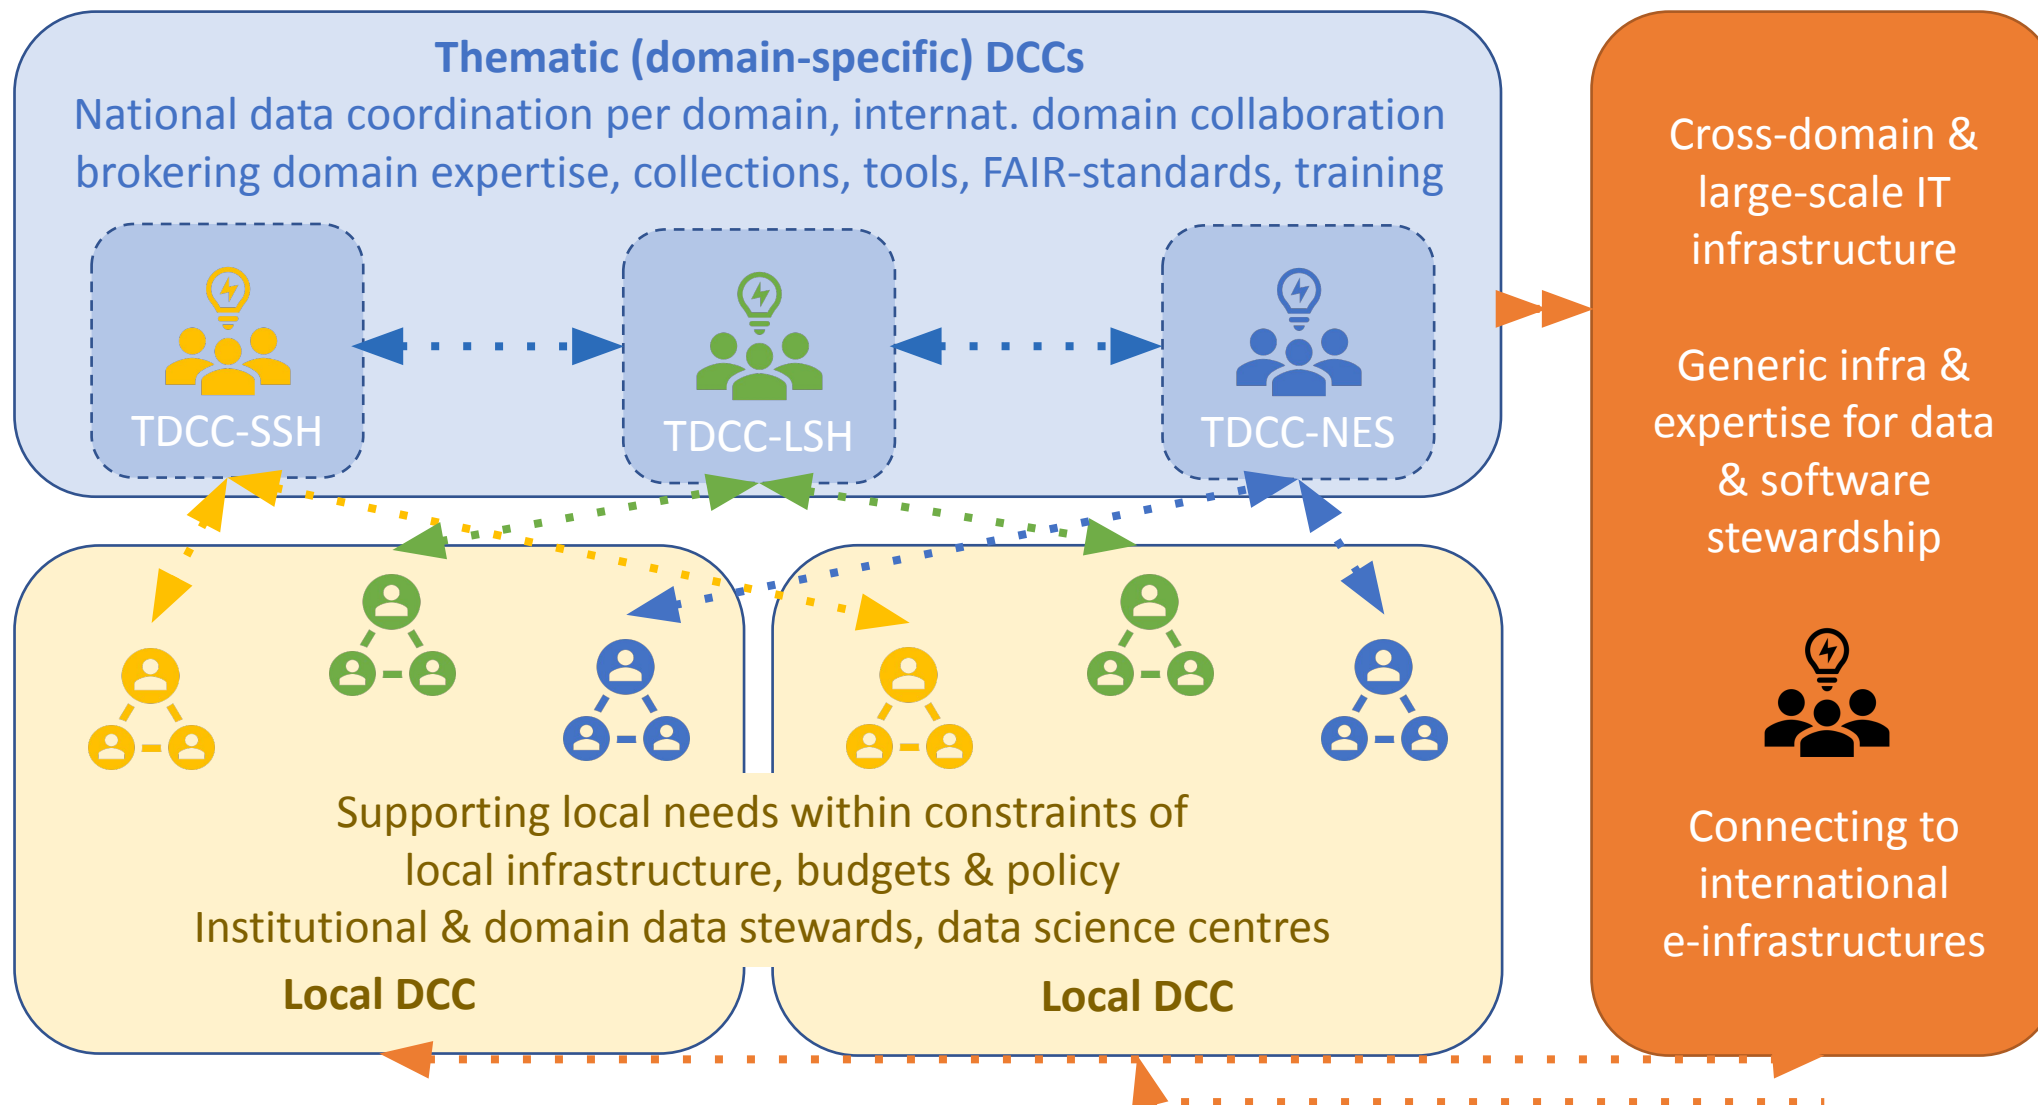 Thematic (domain-specific) DCCs
National data coordination per domain, internat. domain collaboration
brokering domain expertise, collections, tools, FAIR-standards, training
TDCC-SSH
TDCC-LSH
TDCC-NES
Supporting local needs within constraints of
local infrastructure, budgets & policy
Institutional & domain data stewards, data science centres
Local DCC
Local DCC
Cross-domain &
large-scale IT
infrastructure
Generic infra &
expertise for data
& software
stewardship
Connecting to
international
e-infrastructures